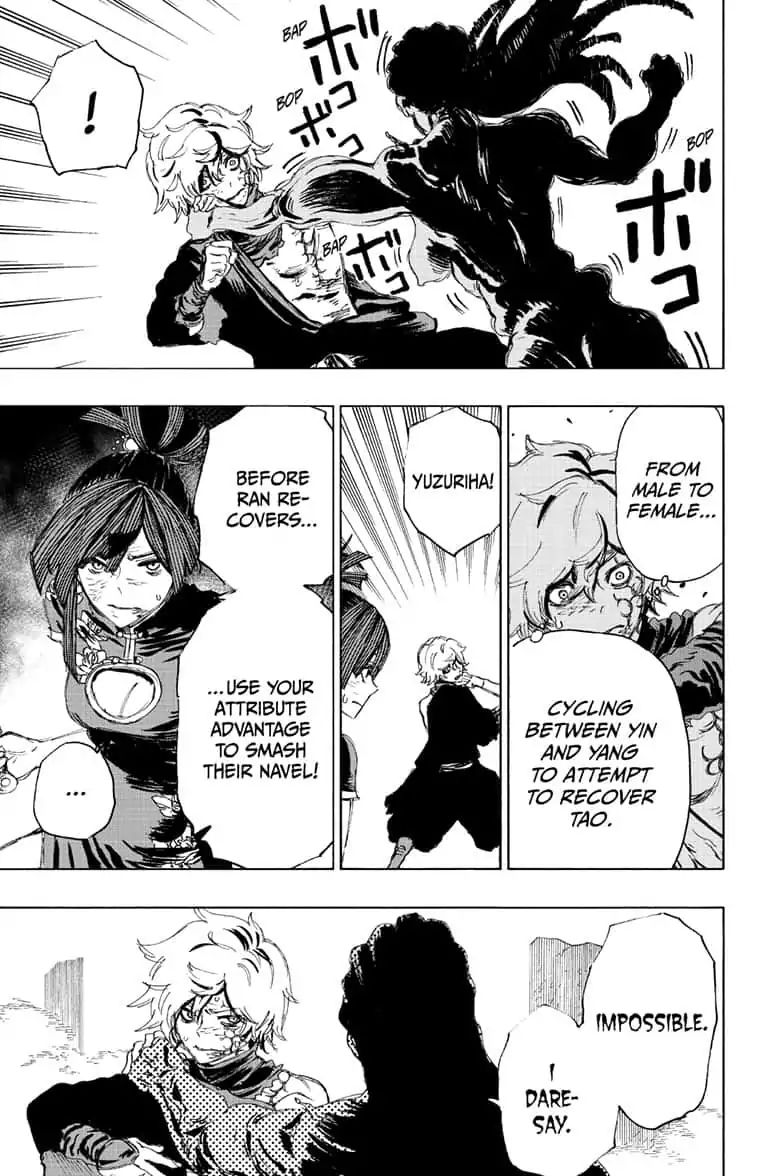 !
BAP
ボコ
BOP
ボコ
BOP
ボコ
BAP
ボコ
FROM
MALE TO
FEMALE...
CYCLING
BETWEEN YIN
AND YANG
TO ATTEMPT
TO RECOVER
TAO.
YUZURIHA!
BEFORE
RAN RE-
COVERS...
...USE YOUR
ATTRIBUTE
ADVANTAGE
TO SMASH
THEIR NAVEL!
...
IMPOSSIBLE.
I
DARE-
SAY.